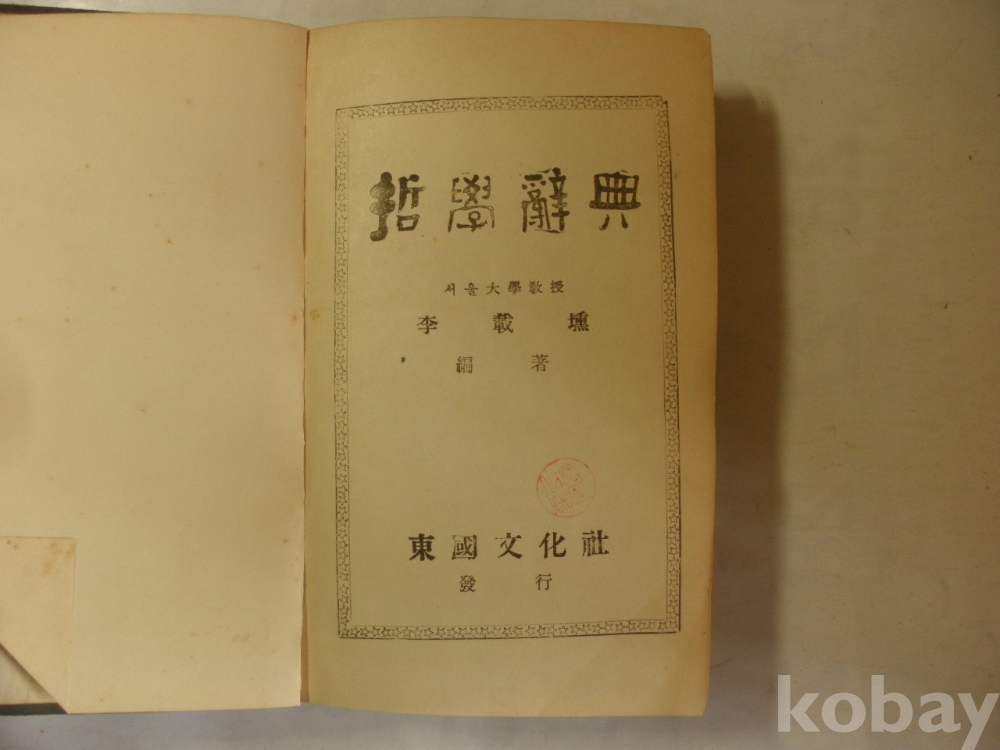 哲學辭典
서울大學敎授
李載壎
編著
東國文化社
發行
kobay